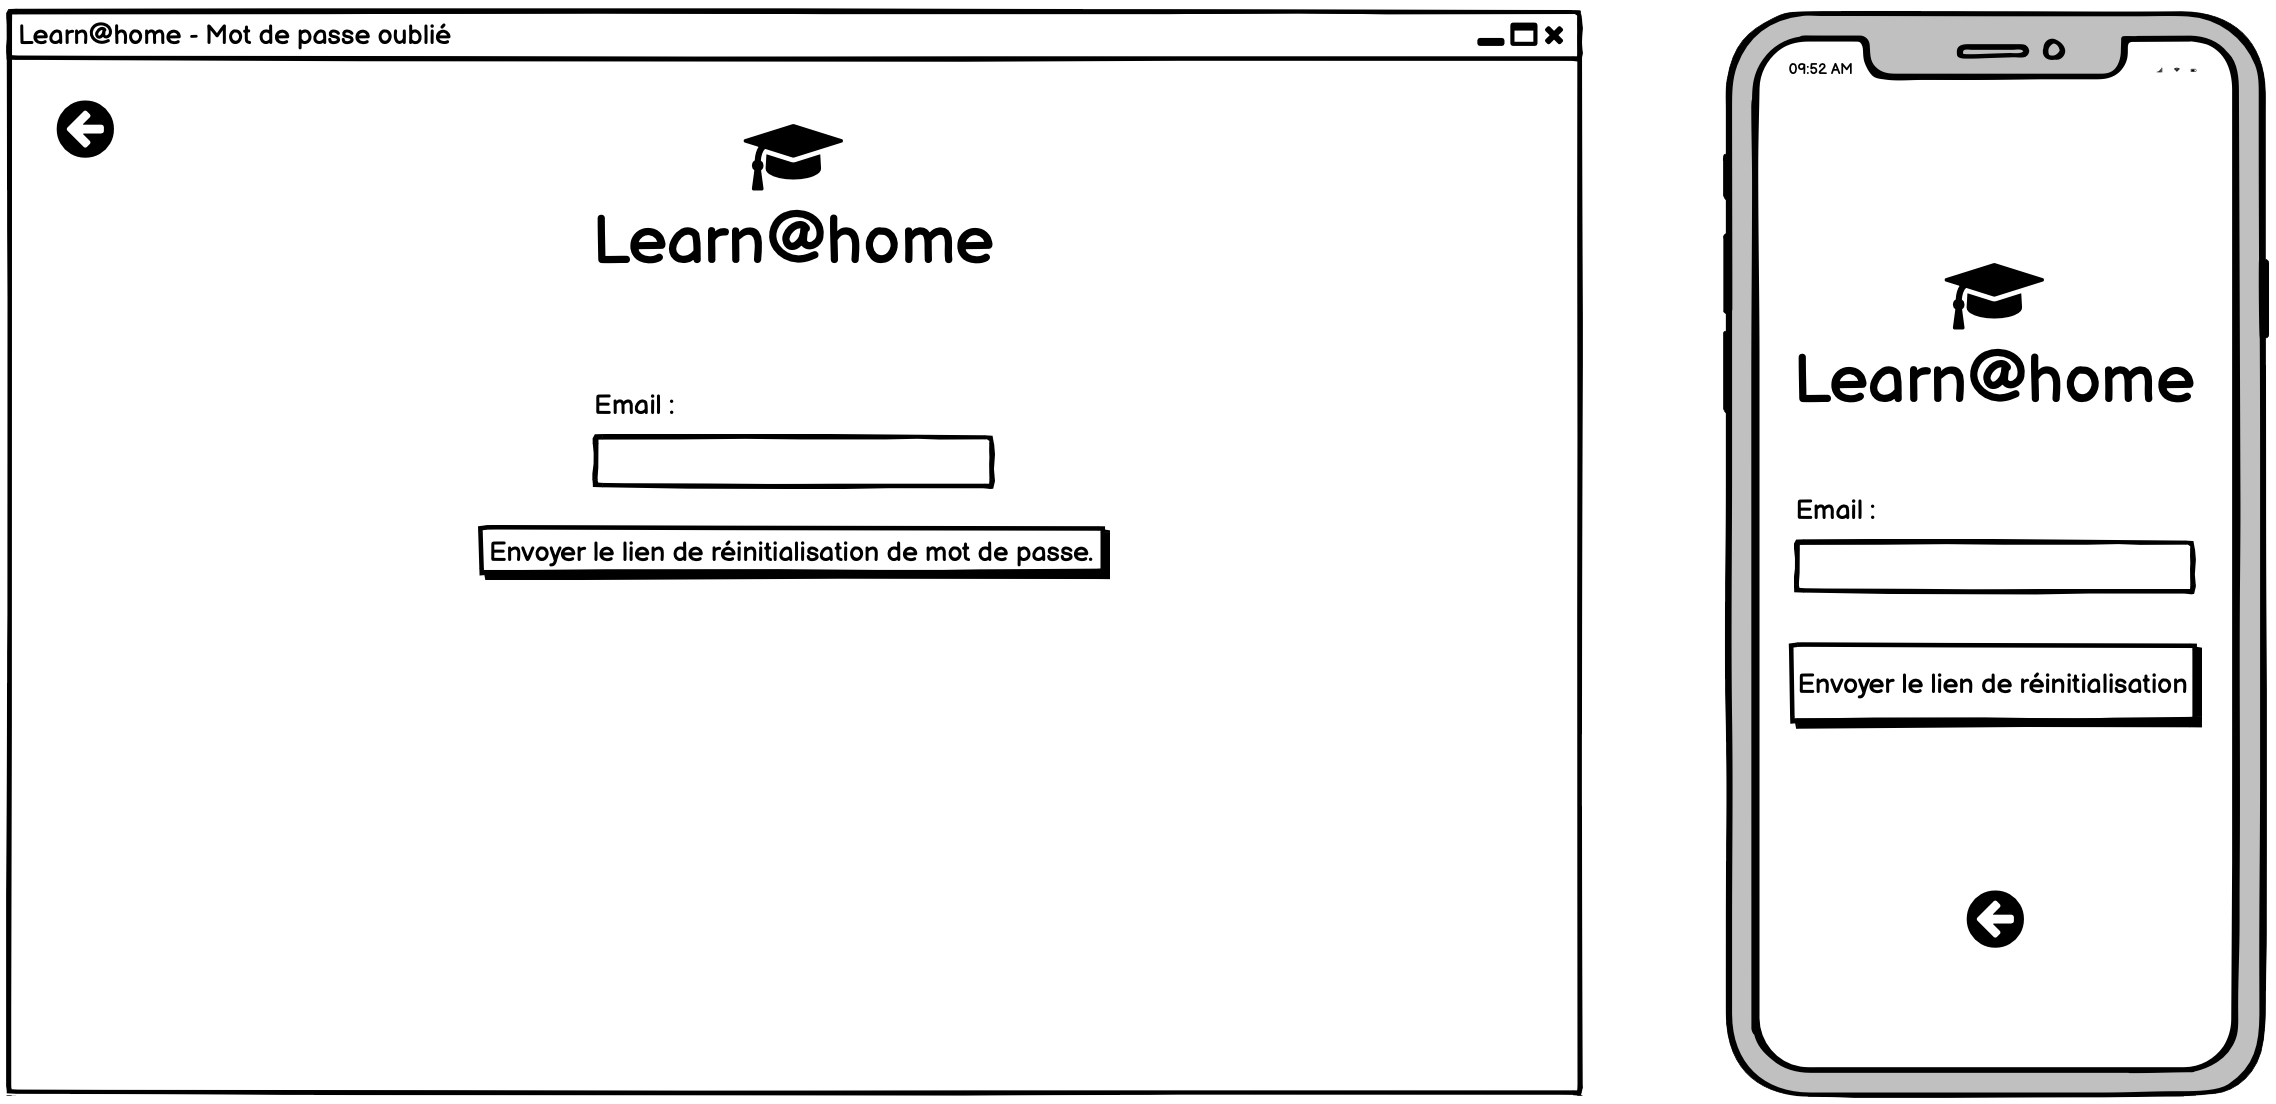 Learn@home - Mot de passe oublié
Learn@home
Email :
Envoyer le lien de réinitialisation de mot de passe.
09:52 AM
Learn@home
Email :
Envoyer le lien de réinitialisation